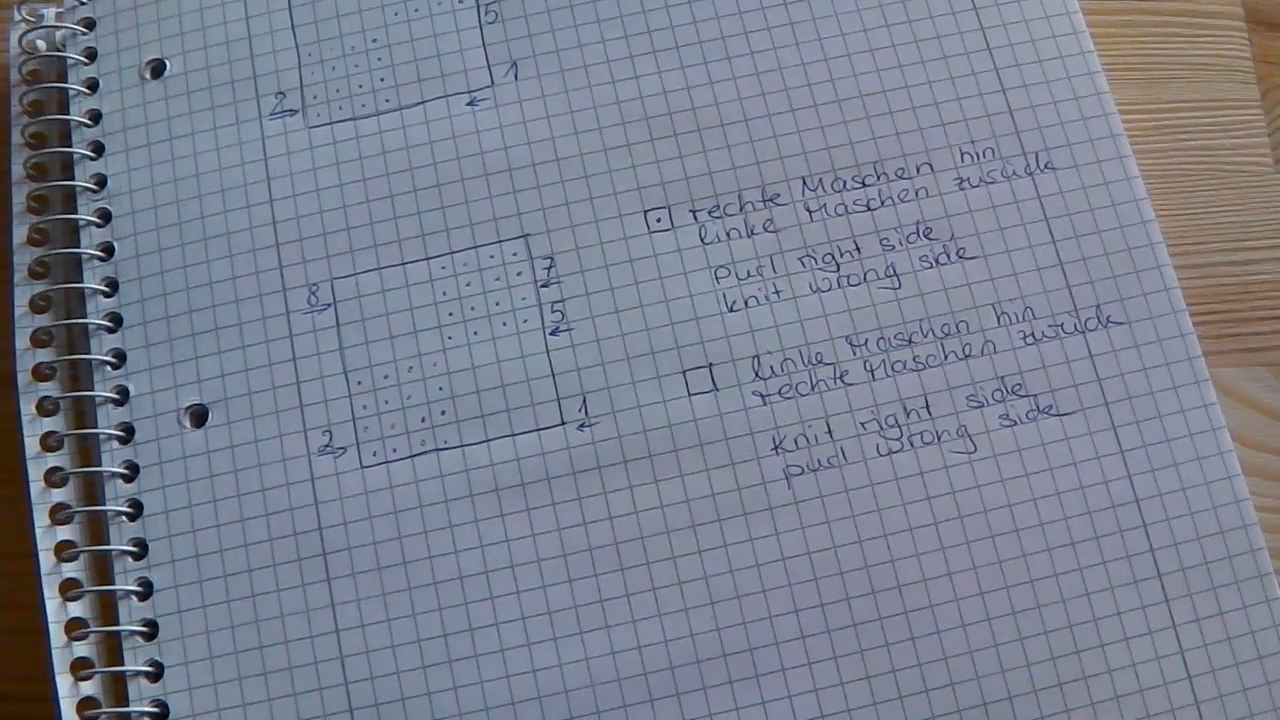 5
1
2
rechte Maschen hin
linke Maschen zurück
purl right side,
knit wrong side
8
7
5
1
2
linke Maschen hin
rechte Maschen zurück
knit right side
purl wrong side